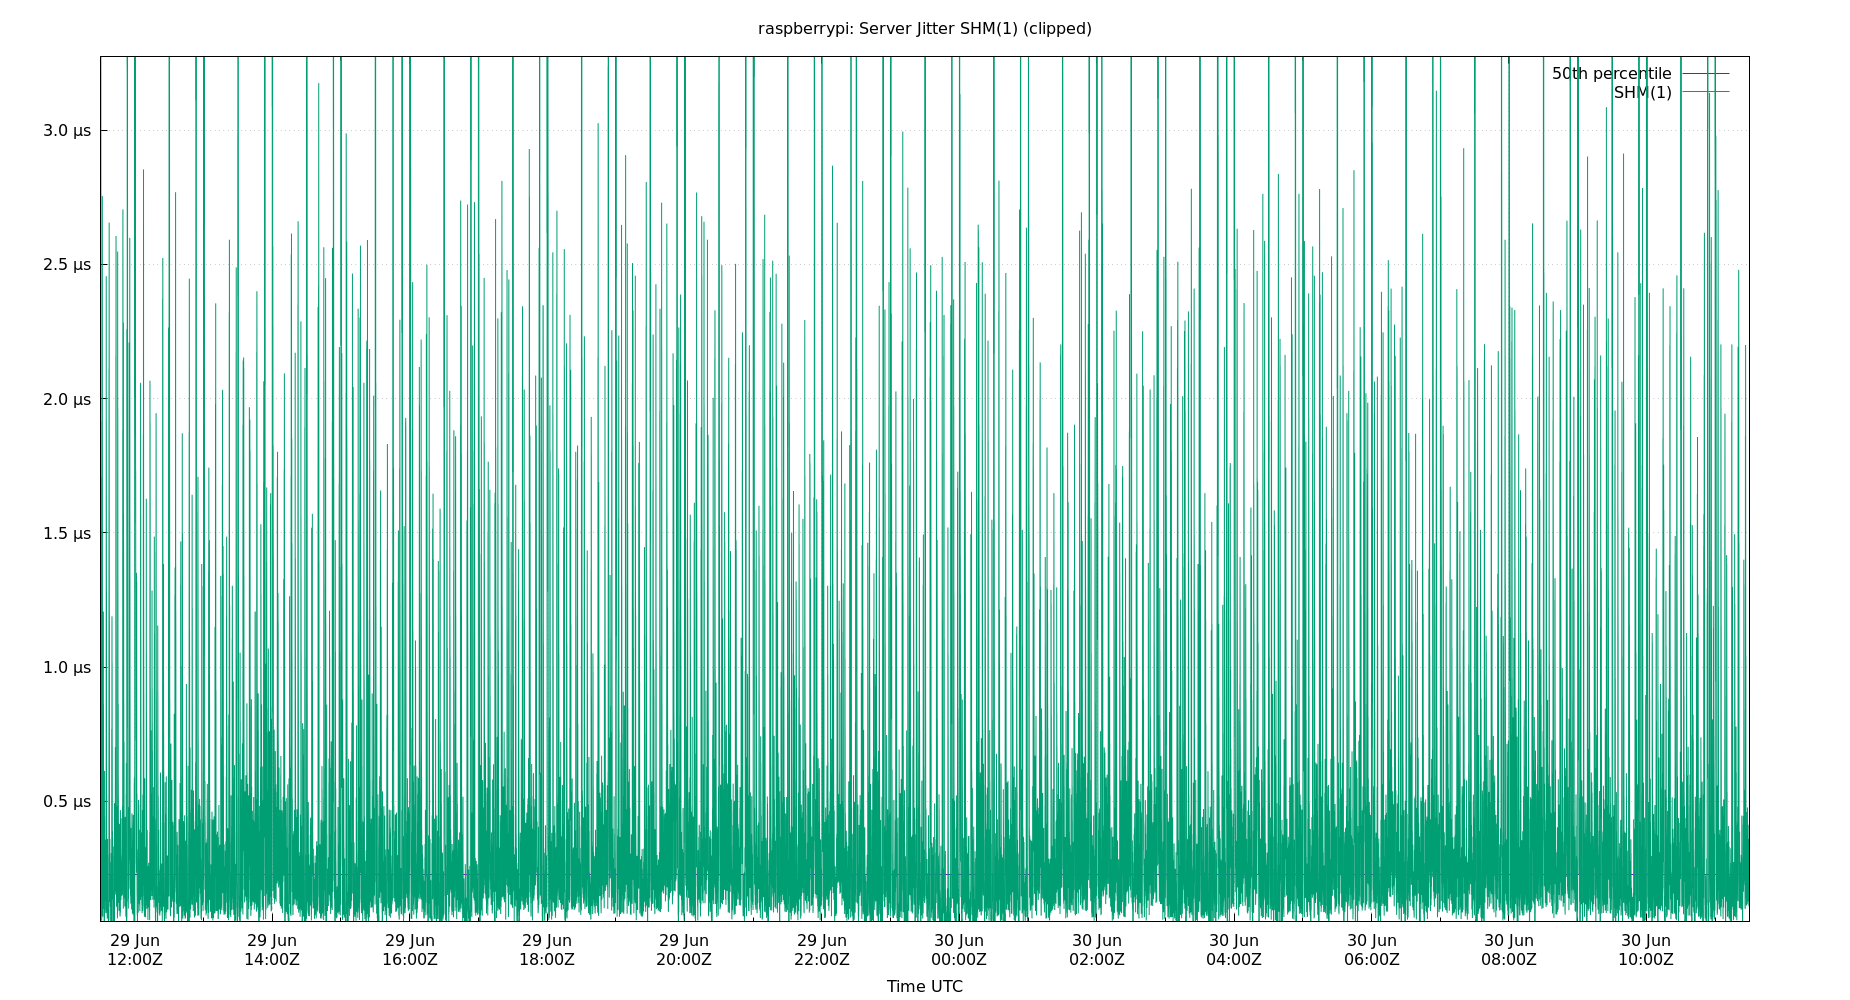 raspberrypi: Server Jitter SHM(1) (clipped)
50th percentile
SHM(1)
3.0 µs
2.5 µs
2.0 µs
1.5 µs
1.0 µs
0.5 µs
29 Jun 29 Jun 29 Jun 29 Jun 29 Jun 29 Jun 30 Jun 30 Jun 30 Jun 30 Jun 30 Jun 30 Jun
12:00Z 14:00Z 16:00Z 18:00Z 20:00Z 22:00Z 00:00Z 02:00Z 04:00Z 06:00Z 08:00Z 10:00Z
Time UTC